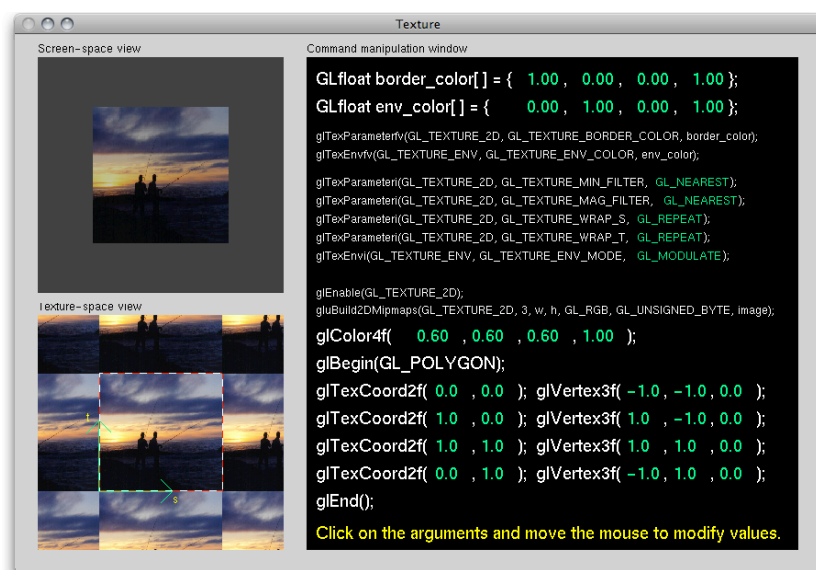 Texture
Screen-space view
Command manipulation window
GLfloat border_color[ ] = { 1.00 , 0.00 , 0.00 , 1.00 };
GLfloat env_color[ ] = { 0.00 , 1.00 , 0.00 , 1.00 };
glTexParameterfv(GL_TEXTURE_2D, GL_TEXTURE_BORDER_COLOR, border_color);
glTexEnvfv(GL_TEXTURE_ENV, GL_TEXTURE_ENV_COLOR, env_color);
glTexParameteri(GL_TEXTURE_2D, GL_TEXTURE_MIN_FILTER, GL_NEAREST);
glTexParameteri(GL_TEXTURE_2D, GL_TEXTURE_MAG_FILTER, GL_NEAREST);
glTexParameteri(GL_TEXTURE_2D, GL_TEXTURE_WRAP_S, GL_REPEAT);
glTexParameteri(GL_TEXTURE_2D, GL_TEXTURE_WRAP_T, GL_REPEAT);
glTexEnvi(GL_TEXTURE_ENV, GL_TEXTURE_ENV_MODE, GL_MODULATE);
glEnable(GL_TEXTURE_2D);
gluBuild2DMipmaps(GL_TEXTURE_2D, 3, w, h, GL_RGB, GL_UNSIGNED_BYTE, image);
glColor4f( 0.60 , 0.60 , 0.60 , 1.00 );
glBegin(GL_POLYGON);
glTexCoord2f( 0.0 , 0.0 ); glVertex3f( -1.0 , -1.0 , 0.0 );
glTexCoord2f( 1.0 , 0.0 ); glVertex3f( 1.0 , -1.0 , 0.0 );
glTexCoord2f( 1.0 , 1.0 ); glVertex3f( 1.0 , 1.0 , 0.0 );
glTexCoord2f( 0.0 , 1.0 ); glVertex3f( -1.0 , 1.0 , 0.0 );
glEnd();
Click on the arguments and move the mouse to modify values.
Texture-space view
t
s